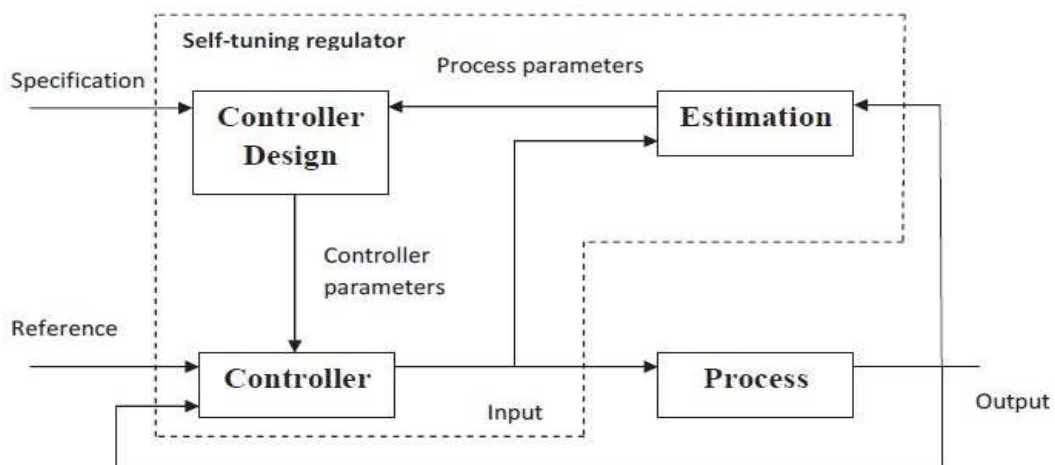 Self-tuning regulator
Process parameters
Specification
Controller
Design
Estimation
Controller
parameters
Reference
Controller
Process
Input
Output